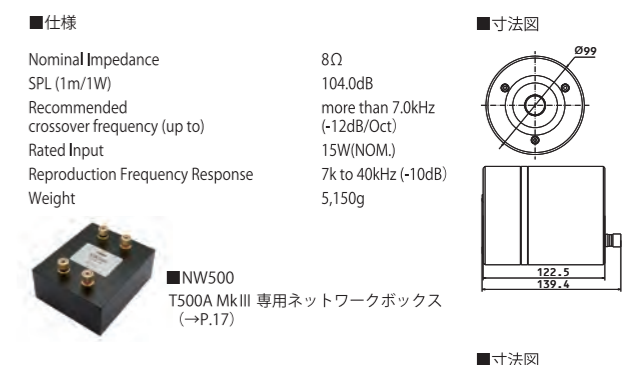 ■仕様
Nominal Impedance 8Ω
SPL (1m/1W) 104.0dB
Recommended more than 7.0kHz
crossover frequency (up to) (-12dB/Oct)
Rated Input 15W(NOM.)
Reproduction Frequency Response 7k to 40kHz (-10dB)
Weight 5,150g
■NW500
T500A MkⅢ 専用ネットワークボックス
(→P.17)
■寸法図
Ø99
122.5
139.4
■寸法図